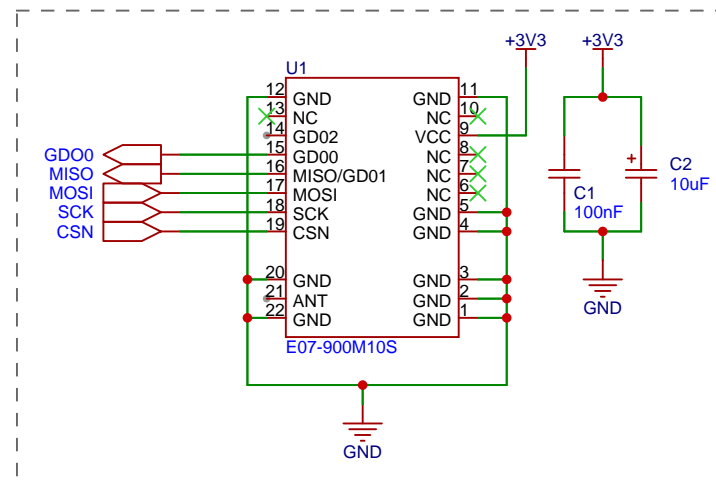 +3V3 +3V3
U1
12 GND GND 11
13 NC NC 10
14 GD02 VCC 9
GDO0 15 GD00 NC 8
MISO 16 MISO/GD01 NC 7
MOSI 17 MOSI NC 6
SCK 18 SCK GND 5
CSN 19 CSN GND 4
20 GND GND 3
21 ANT GND 2
22 GND GND 1
E07-900M10S
C1
100nF
+
C2
10uF
GND
GND